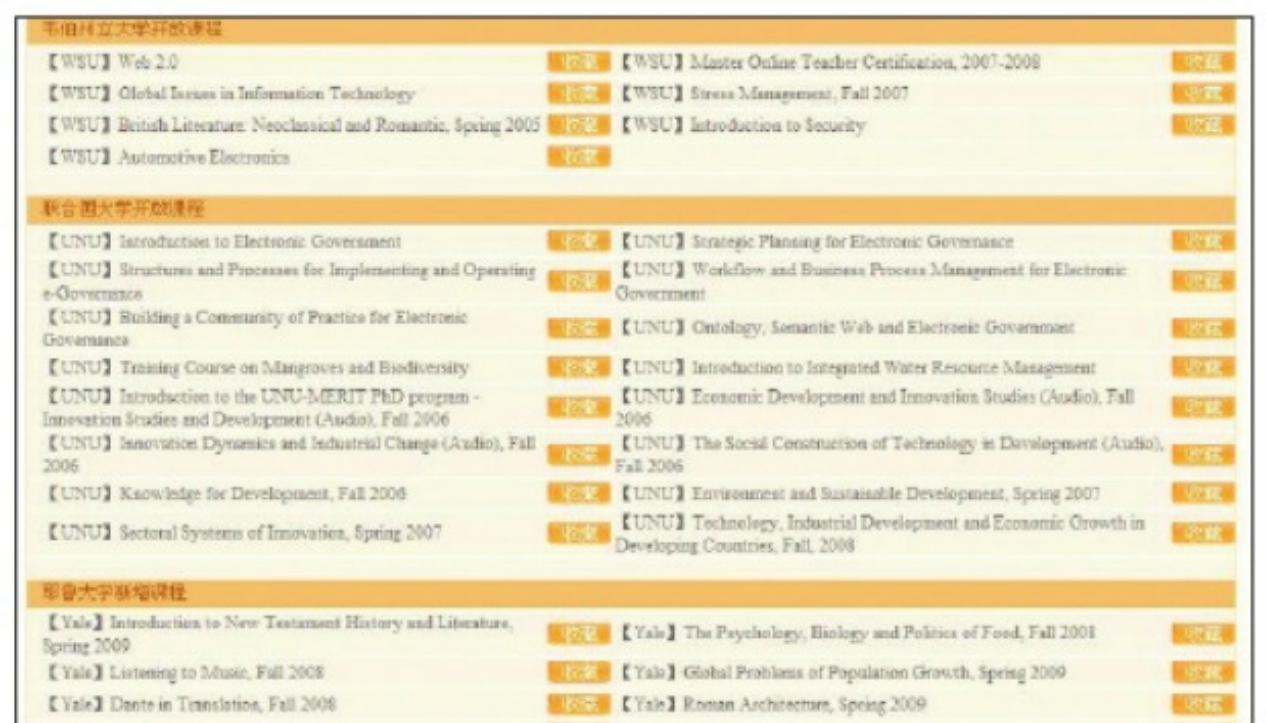 韦伯州立大学开放课程
【WSU】Web 2.0 收藏 【WSU】Master Online Teacher Certification, 2007-2008 收藏
【WSU】Global Issues in Information Technology 收藏 【WSU】Stress Management, Fall 2007 收藏
【WSU】British Literature: Neoclassical and Romantic, Spring 2005 收藏 【WSU】Introduction to Security 收藏
【WSU】Automotive Electronics 收藏
联合国大学开放课程
【UNU】Introduction to Electronic Government 收藏 【UNU】Strategic Planning for Electronic Governance 收藏
【UNU】Structures and Processes for Implementing and Operating
e-Governance 收藏
【UNU】Workflow and Business Process Management for Electronic
Government 收藏
【UNU】Building a Community of Practice for Electronic
Governance 收藏
【UNU】Ontology, Semantic Web and Electronic Government 收藏
【UNU】Training Course on Mangroves and Biodiversity 收藏 【UNU】Introduction to Integrated Water Resource Management 收藏
【UNU】Introduction to the UNU-MERIT PhD program -
Innovation Studies and Development (Audio), Fall 2006 收藏
【UNU】Economic Development and Innovation Studies (Audio), Fall
2006 收藏
【UNU】Innovation Dynamics and Industrial Change (Audio), Fall
2006 收藏
【UNU】The Social Construction of Technology in Development (Audio),
Fall 2006 收藏
【UNU】Knowledge for Development, Fall 2006 收藏 【UNU】Environment and Sustainable Development, Spring 2007 收藏
【UNU】Sectoral Systems of Innovation, Spring 2007 收藏
【UNU】Technology, Industrial Development and Economic Growth in
Developing Countries, Fall, 2008 收藏
耶鲁大学新增课程
【Yale】Introduction to New Testament History and Literature,
Spring 2009 收藏
【Yale】The Psychology, Biology and Politics of Food, Fall 2008 收藏
【Yale】Listening to Music, Fall 2008 收藏 【Yale】Global Problems of Population Growth, Spring 2009 收藏
【Yale】Dante in Translation, Fall 2008 收藏 【Yale】Roman Architecture, Spring 2009 收藏